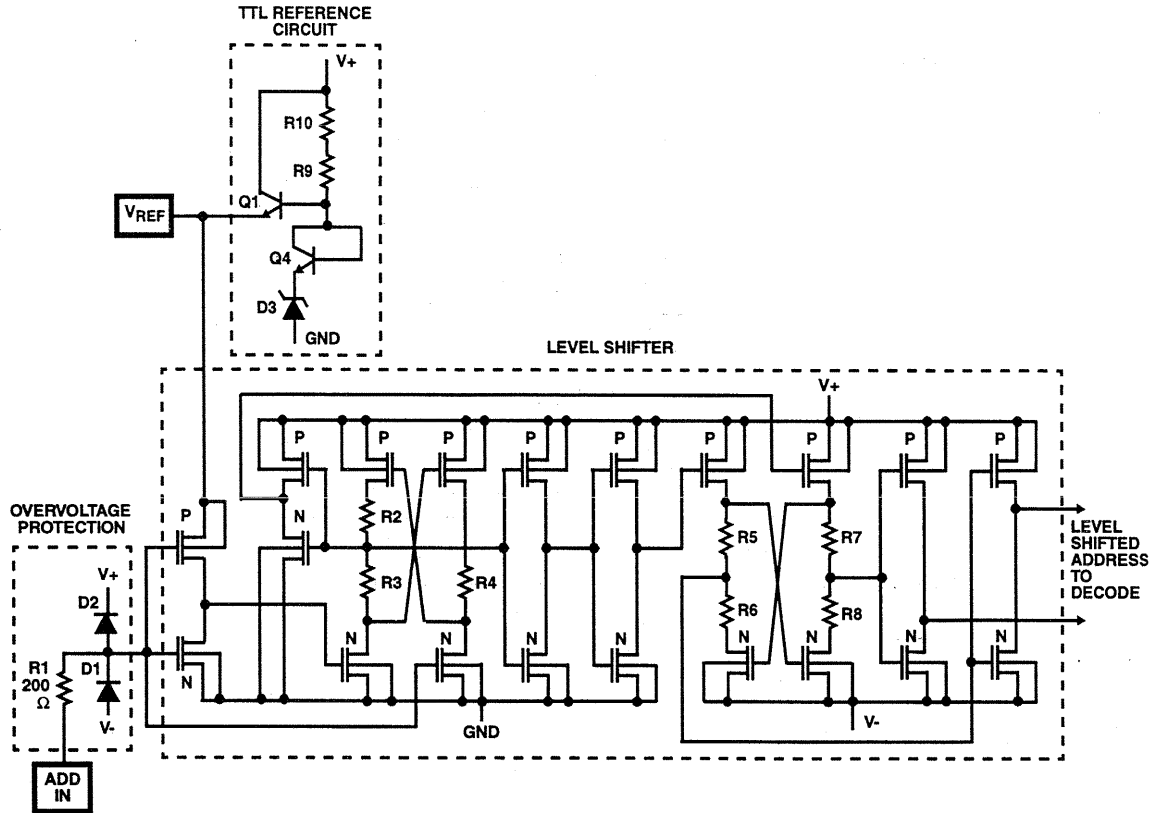 TTL REFERENCE
CIRCUIT
V+
R10
R9
Q1
VREF
Q4
D3
GND
LEVEL SHIFTER
V+
P P P P P P P P P
OVERVOLTAGE
PROTECTION
P
N
R2
R5
R7
LEVEL
SHIFTED
ADDRESS
TO
DECODE
V+
D2
R3
R4
R6
R8
R1
200
Ω
D1
N
N
N
N
N
N
N
N
N
V-
GND
V-
ADD
IN